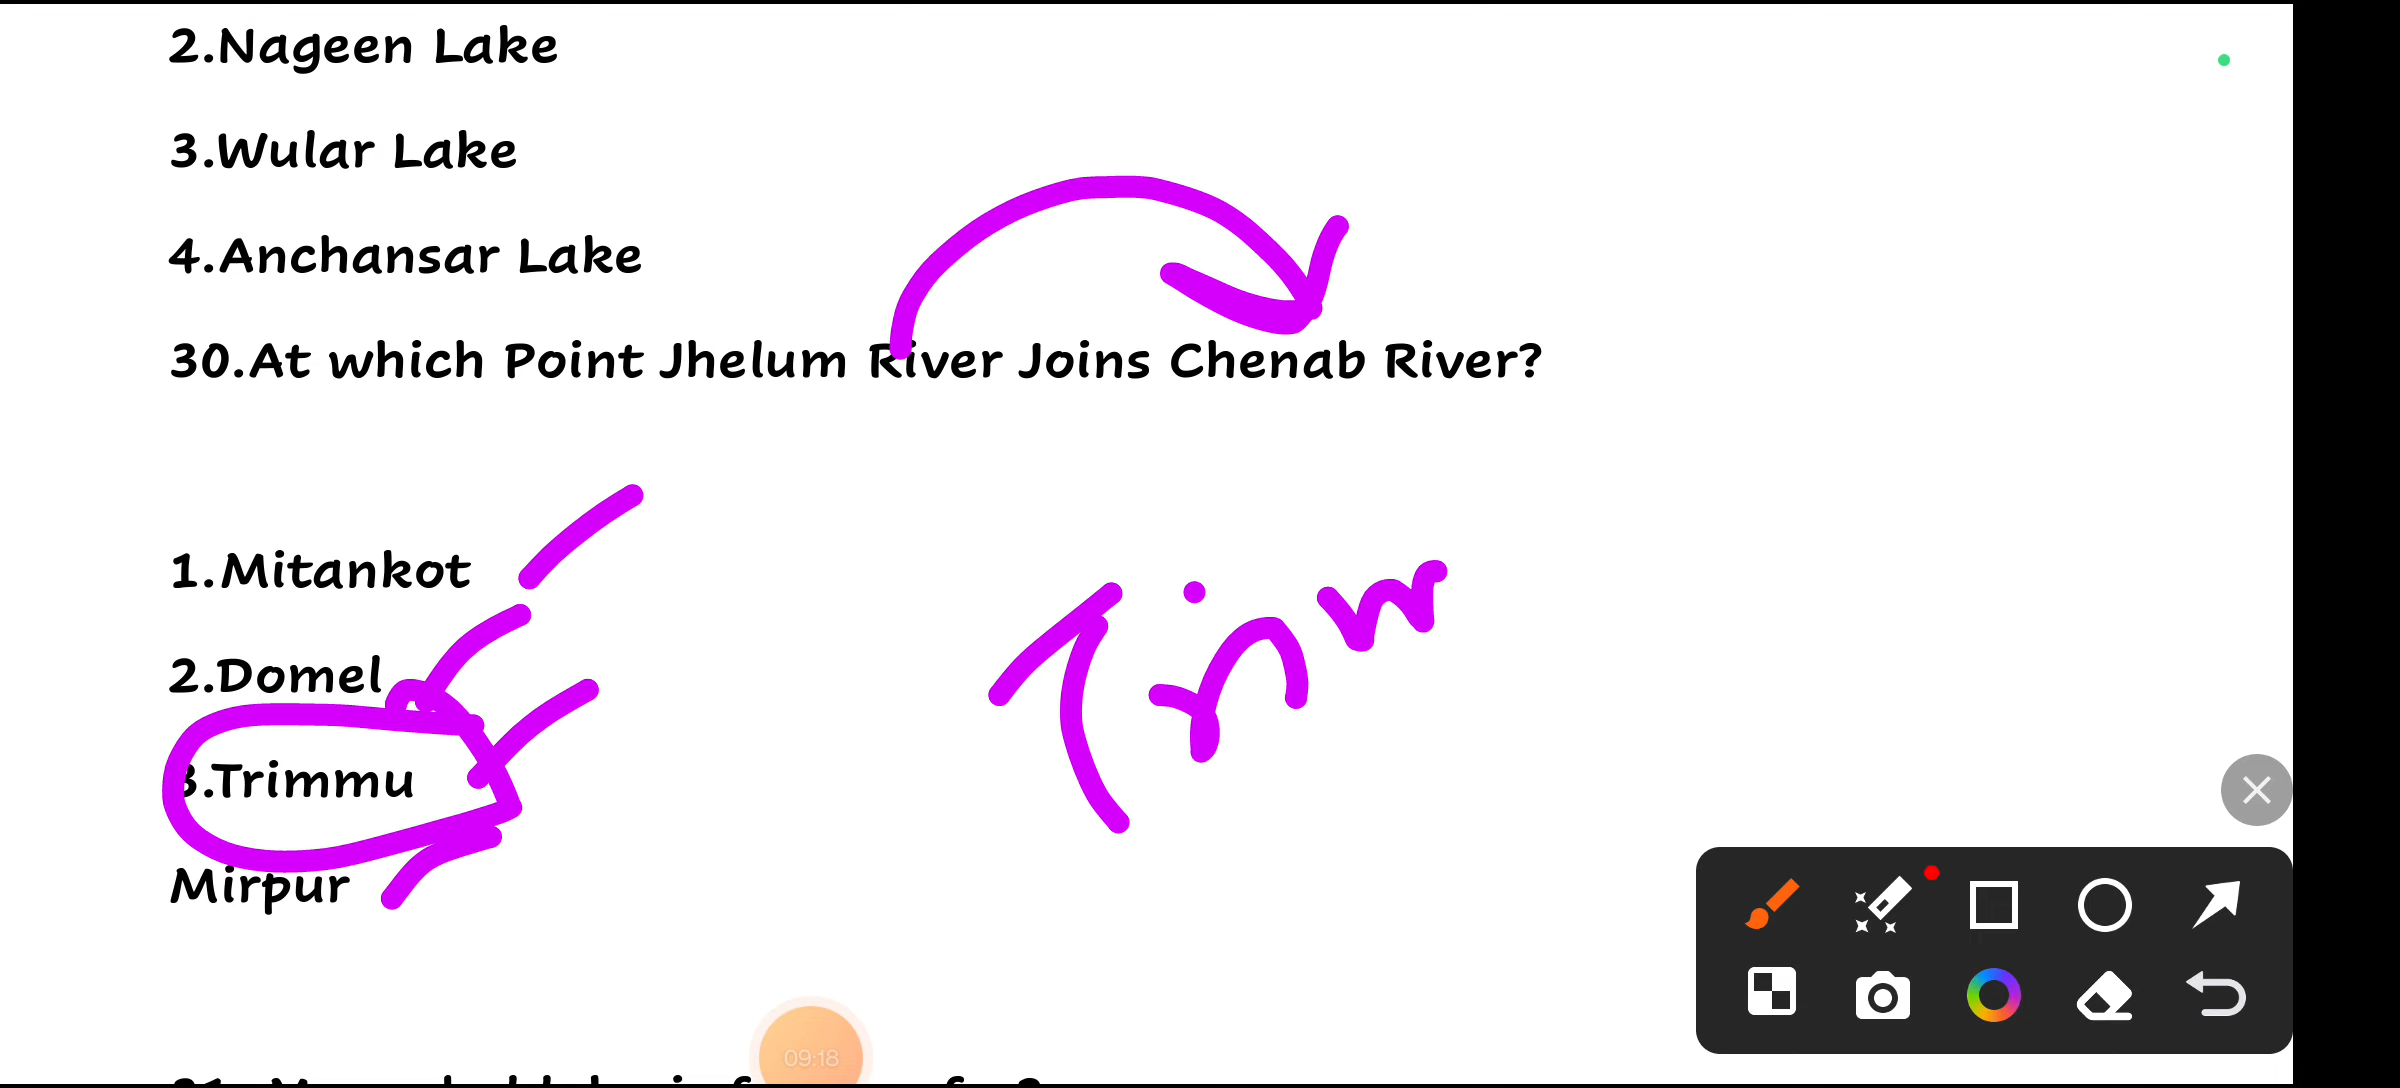 2.Nageen Lake
3.Wular Lake
4.Anchansar Lake
30.At which Point Jhelum River Joins Chenab River?
1.Mitankot
2.Domel
3.Trimmu
Mirpur
09:18